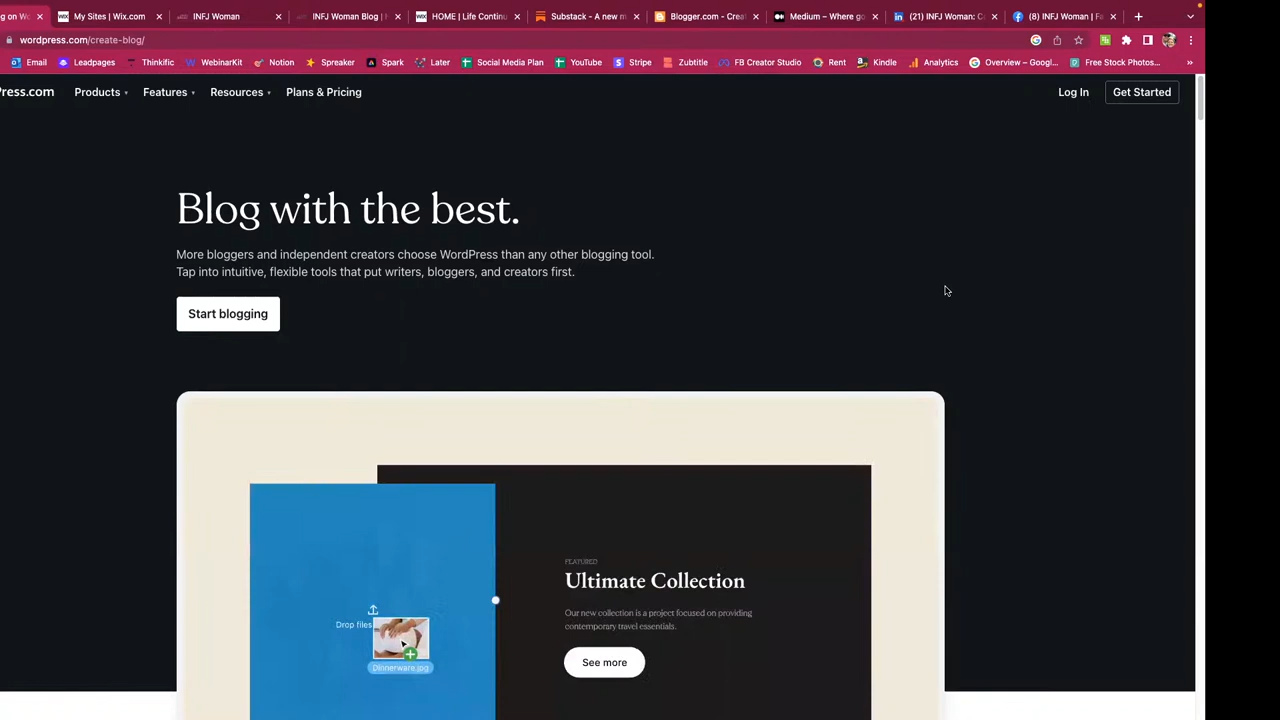 og on Wo
My Sites | Wix.com
INFJ Woman
INFJ Woman Blog |
HOME | Life Continu
Substack - A new m
Blogger.com - Creat
Medium – Where go
(21) INFJ Woman: C
(8) INFJ Woman | Fa
wordpress.com/create-blog/
Email
Leadpages
Thinkific
WebinarKit
Notion
Spreaker
Spark
Later
Social Media Plan
YouTube
Stripe
Zubtitle
FB Creator Studio
Rent
Kindle
Analytics
Overview – Googl...
Free Stock Photos...
»
Press.com
Products
Features
Resources
Plans & Pricing
Log In
Get Started
Blog with the best.
More bloggers and independent creators choose WordPress than any other blogging tool.
Tap into intuitive, flexible tools that put writers, bloggers, and creators first.
Start blogging
FEATURED
Ultimate Collection
Our new collection is a project focused on providing
contemporary travel essentials.
See more
Drop files
Dinnerware.jpg